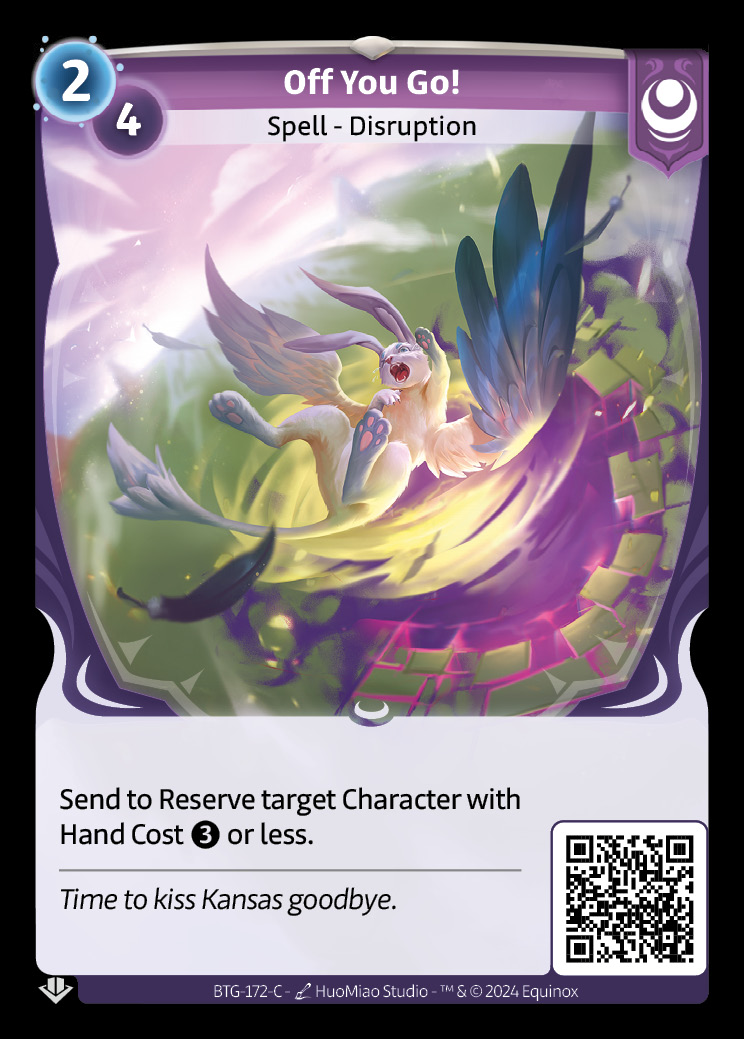 2
Off You Go!
4
Spell - Disruption
Send to Reserve target Character with
Hand Cost 3 or less.
Time to kiss Kansas goodbye.
BTG-172-C - HuoMiao Studio - ™ & © 2024 Equinox